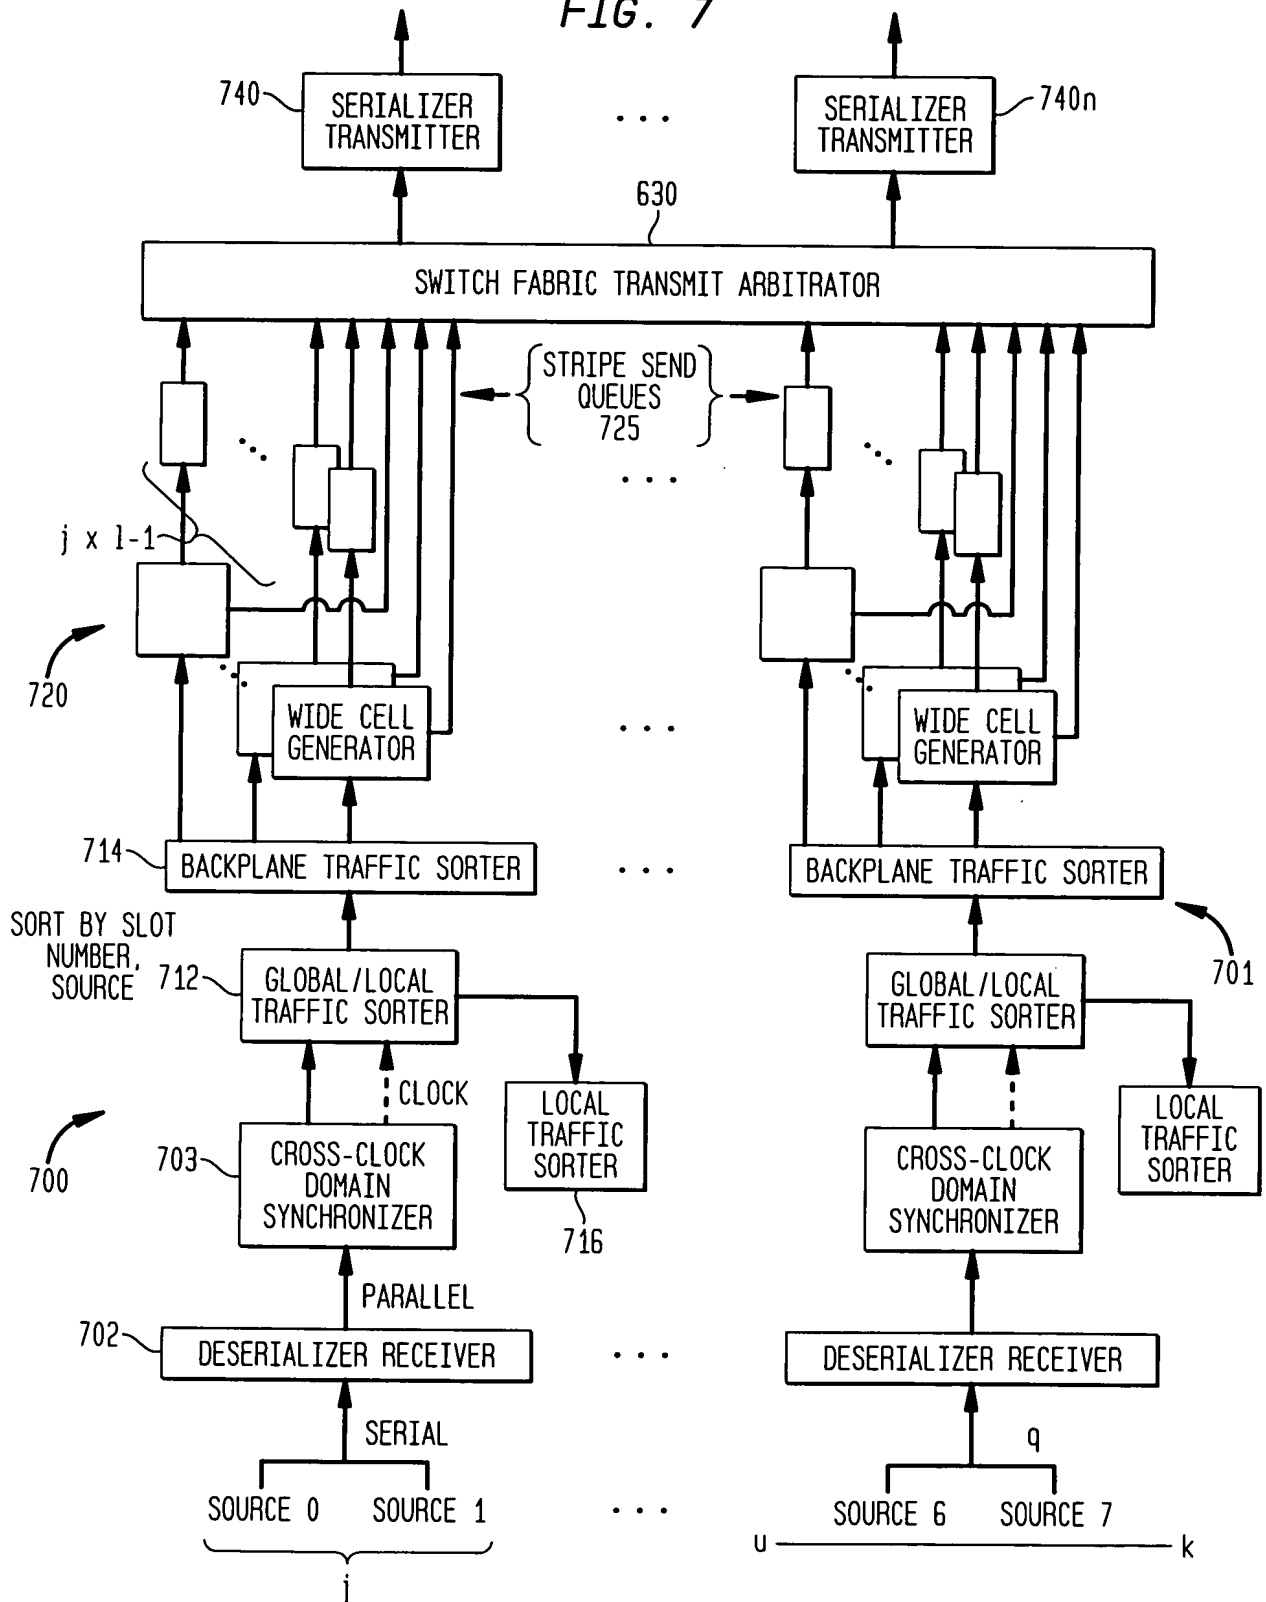 FIG. 7
740
SERIALIZER
TRANSMITTER
. . .
SERIALIZER
TRANSMITTER
740n
630
SWITCH FABRIC TRANSMIT ARBITRATOR
STRIPE SEND
QUEUES
725
. . .
j x l-1
720
WIDE CELL
GENERATOR
. . .
WIDE CELL
GENERATOR
714
BACKPLANE TRAFFIC SORTER
. . .
BACKPLANE TRAFFIC SORTER
701
SORT BY SLOT
NUMBER,
SOURCE
712
GLOBAL/LOCAL
TRAFFIC SORTER
GLOBAL/LOCAL
TRAFFIC SORTER
CLOCK
LOCAL
TRAFFIC
SORTER
716
LOCAL
TRAFFIC
SORTER
700
703
CROSS-CLOCK
DOMAIN
SYNCHRONIZER
CROSS-CLOCK
DOMAIN
SYNCHRONIZER
PARALLEL
702
DESERIALIZER RECEIVER
. . .
DESERIALIZER RECEIVER
SERIAL
q
SOURCE 0
SOURCE 1
. . .
SOURCE 6
SOURCE 7
u
k
j